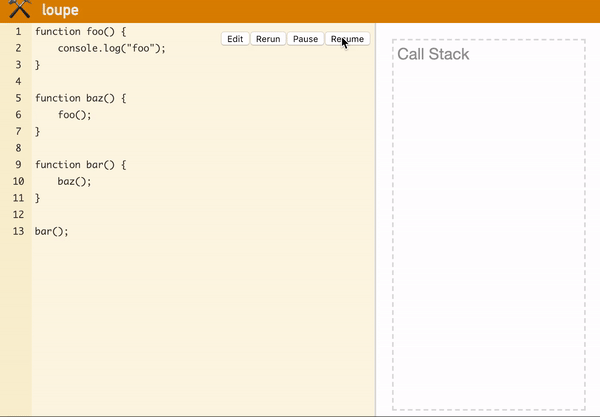 loupe
Edit Rerun Pause Resume
1 function foo() {
2     console.log("foo");
3 }
4
5 function baz() {
6     foo();
7 }
8
9 function bar() {
10     baz();
11 }
12
13 bar();
Call Stack